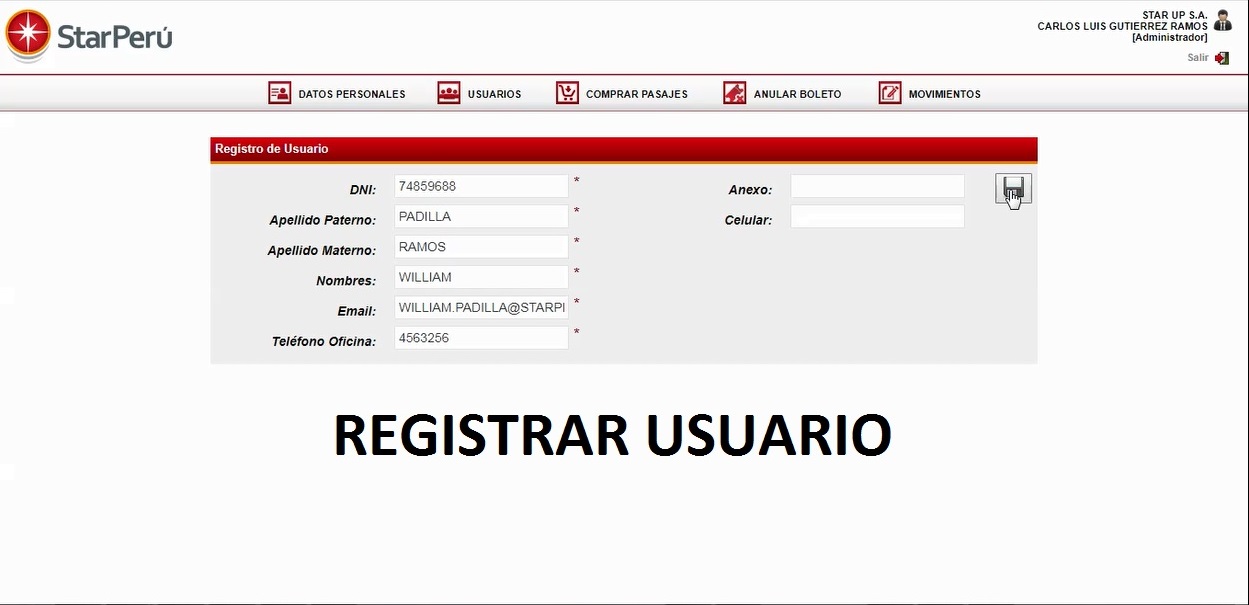 StarPerú
STAR UP S.A.
CARLOS LUIS GUTIERREZ RAMOS
[Administrador]
Salir
DATOS PERSONALES
USUARIOS
COMPRAR PASAJES
ANULAR BOLETO
MOVIMIENTOS
Registro de Usuario
DNI: 74859688 *
Apellido Paterno: PADILLA *
Apellido Materno: RAMOS *
Nombres: WILLIAM *
Email: WILLIAM.PADILLA@STARPI *
Teléfono Oficina: 4563256 *
Anexo:
Celular:
REGISTRAR USUARIO